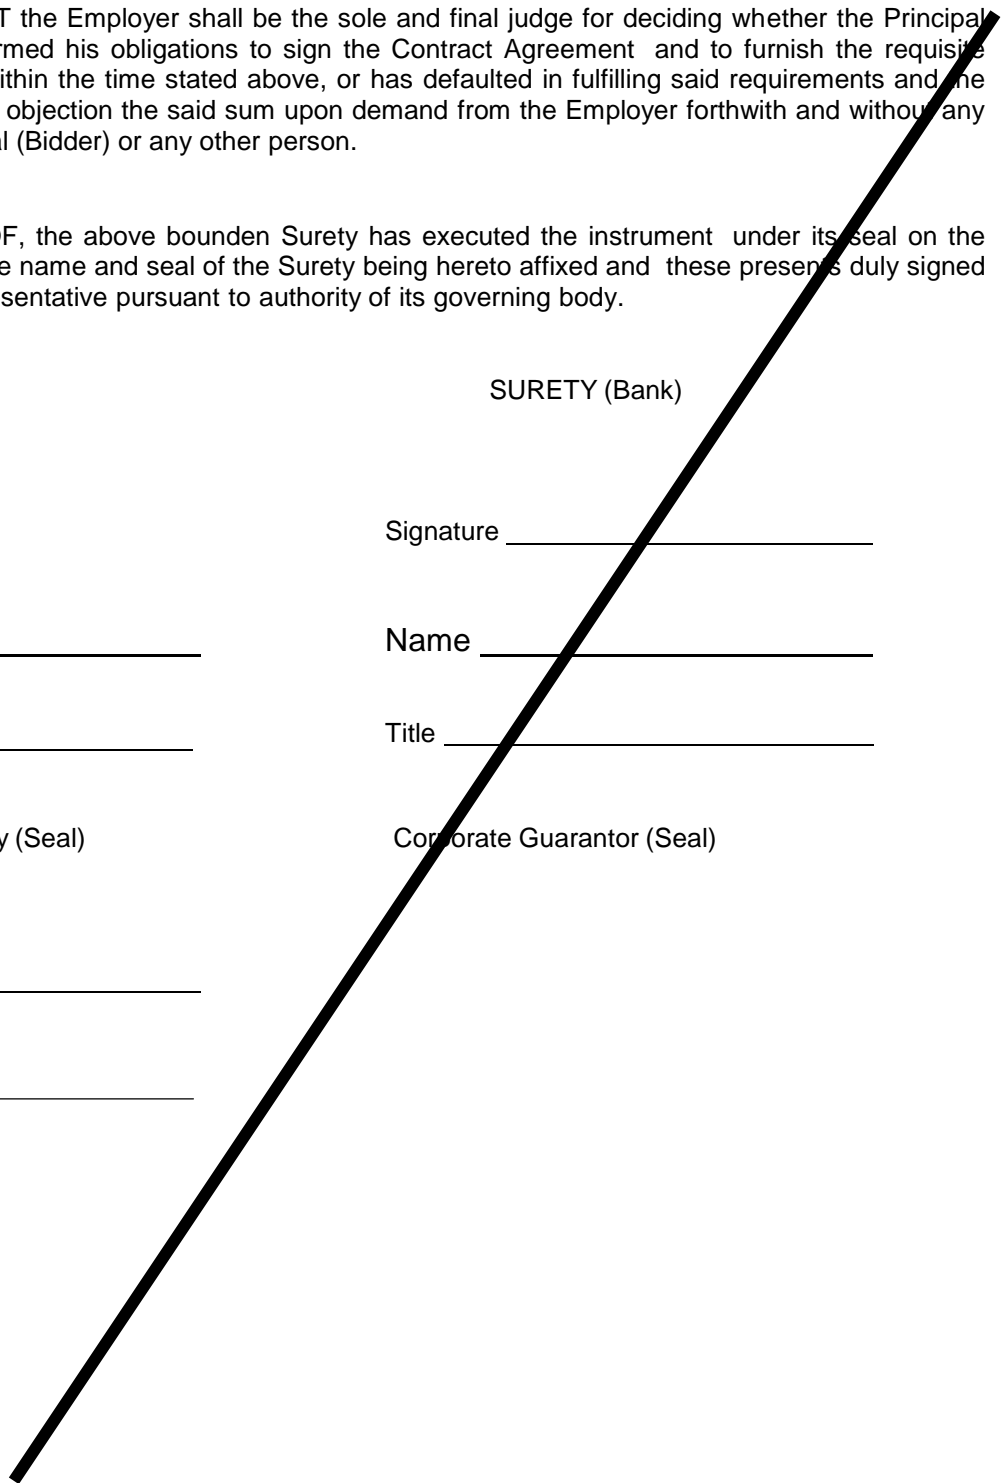 T the Employer shall be the sole and final judge for deciding whether the Principal
rmed his obligations to sign the Contract Agreement and to furnish the requisite
ithin the time stated above, or has defaulted in fulfilling said requirements and the
objection the said sum upon demand from the Employer forthwith and without any
l (Bidder) or any other person.
F, the above bounden Surety has executed the instrument under its seal on the
e name and seal of the Surety being hereto affixed and these presents duly signed
sentative pursuant to authority of its governing body.
SURETY (Bank)
Signature
Name
Title
y (Seal) Corporate Guarantor (Seal)